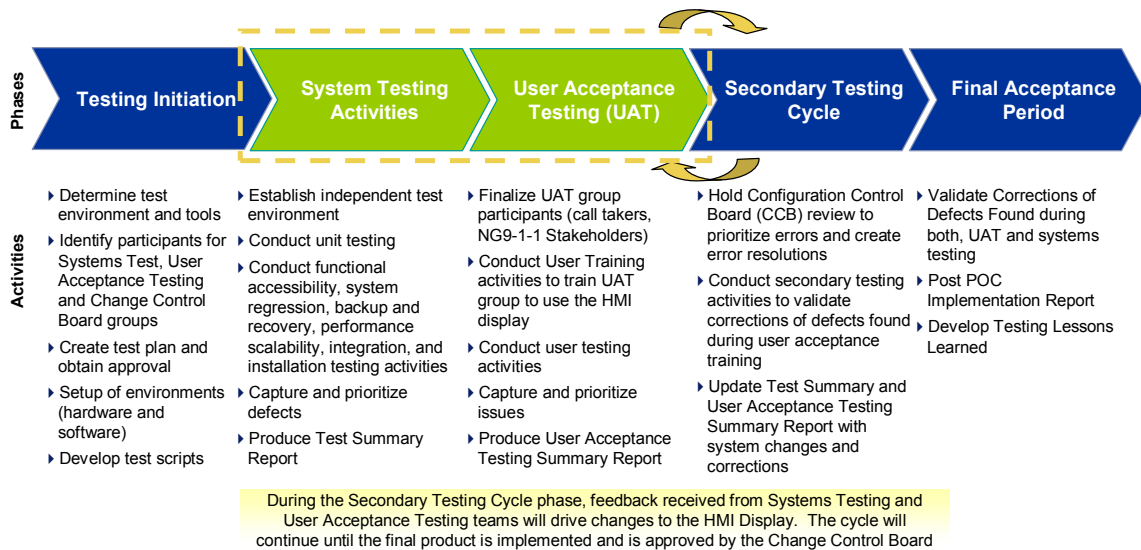 Phases
Testing Initiation
System Testing
Activities
User Acceptance
Testing (UAT)
Secondary Testing
Cycle
Final Acceptance
Period
Activities
Determine test
environment and tools
Identify participants for
Systems Test, User
Acceptance Testing
and Change Control
Board groups
Create test plan and
obtain approval
Setup of environments
(hardware and
software)
Develop test scripts
Establish independent test
environment
Conduct unit testing
Conduct functional
accessibility, system
regression, backup and
recovery, performance
scalability, integration, and
installation testing activities
Capture and prioritize
defects
Produce Test Summary
Report
Finalize UAT group
participants (call takers,
NG9-1-1 Stakeholders)
Conduct User Training
activities to train UAT
group to use the HMI
display
Conduct user testing
activities
Capture and prioritize
issues
Produce User Acceptance
Testing Summary Report
Hold Configuration Control
Board (CCB) review to
prioritize errors and create
error resolutions
Conduct secondary testing
activities to validate
corrections of defects found
during user acceptance
training
Update Test Summary and
User Acceptance Testing
Summary Report with
system changes and
corrections
Validate Corrections of
Defects Found during
both, UAT and systems
testing
Post POC
Implementation Report
Develop Testing Lessons
Learned
During the Secondary Testing Cycle phase, feedback received from Systems Testing and
User Acceptance Testing teams will drive changes to the HMI Display.  The cycle will
continue until the final product is implemented and is approved by the Change Control Board